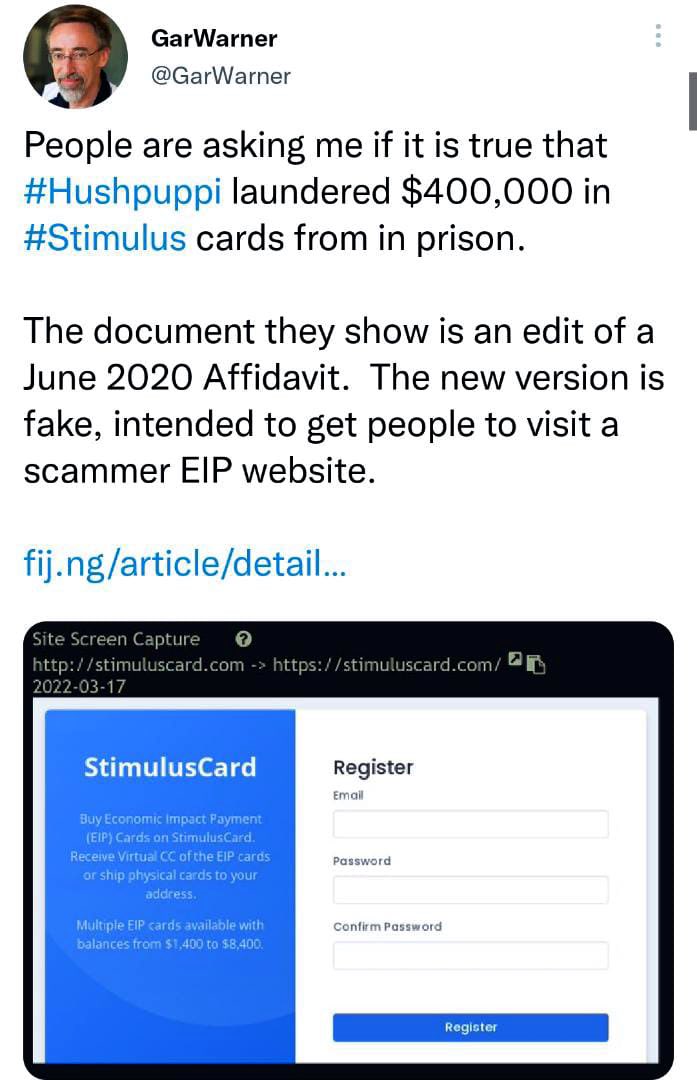 GarWarner
@GarWarner
People are asking me if it is true that
#Hushpuppi laundered $400,000 in
#Stimulus cards from in prison.
The document they show is an edit of a
June 2020 Affidavit.  The new version is
fake, intended to get people to visit a
scammer EIP website.
fij.ng/article/detail...
Site Screen Capture ?
http://stimuluscard.com -> https://stimuluscard.com/
2022-03-17
StimulusCard
Buy Economic Impact Payment
(EIP) Cards on StimulusCard.
Receive Virtual CC of the EIP cards
or ship physical cards to your
address.
Multiple EIP cards available with
balances from $1,400 to $8,400.
Register
Email
Password
Confirm Password
Register